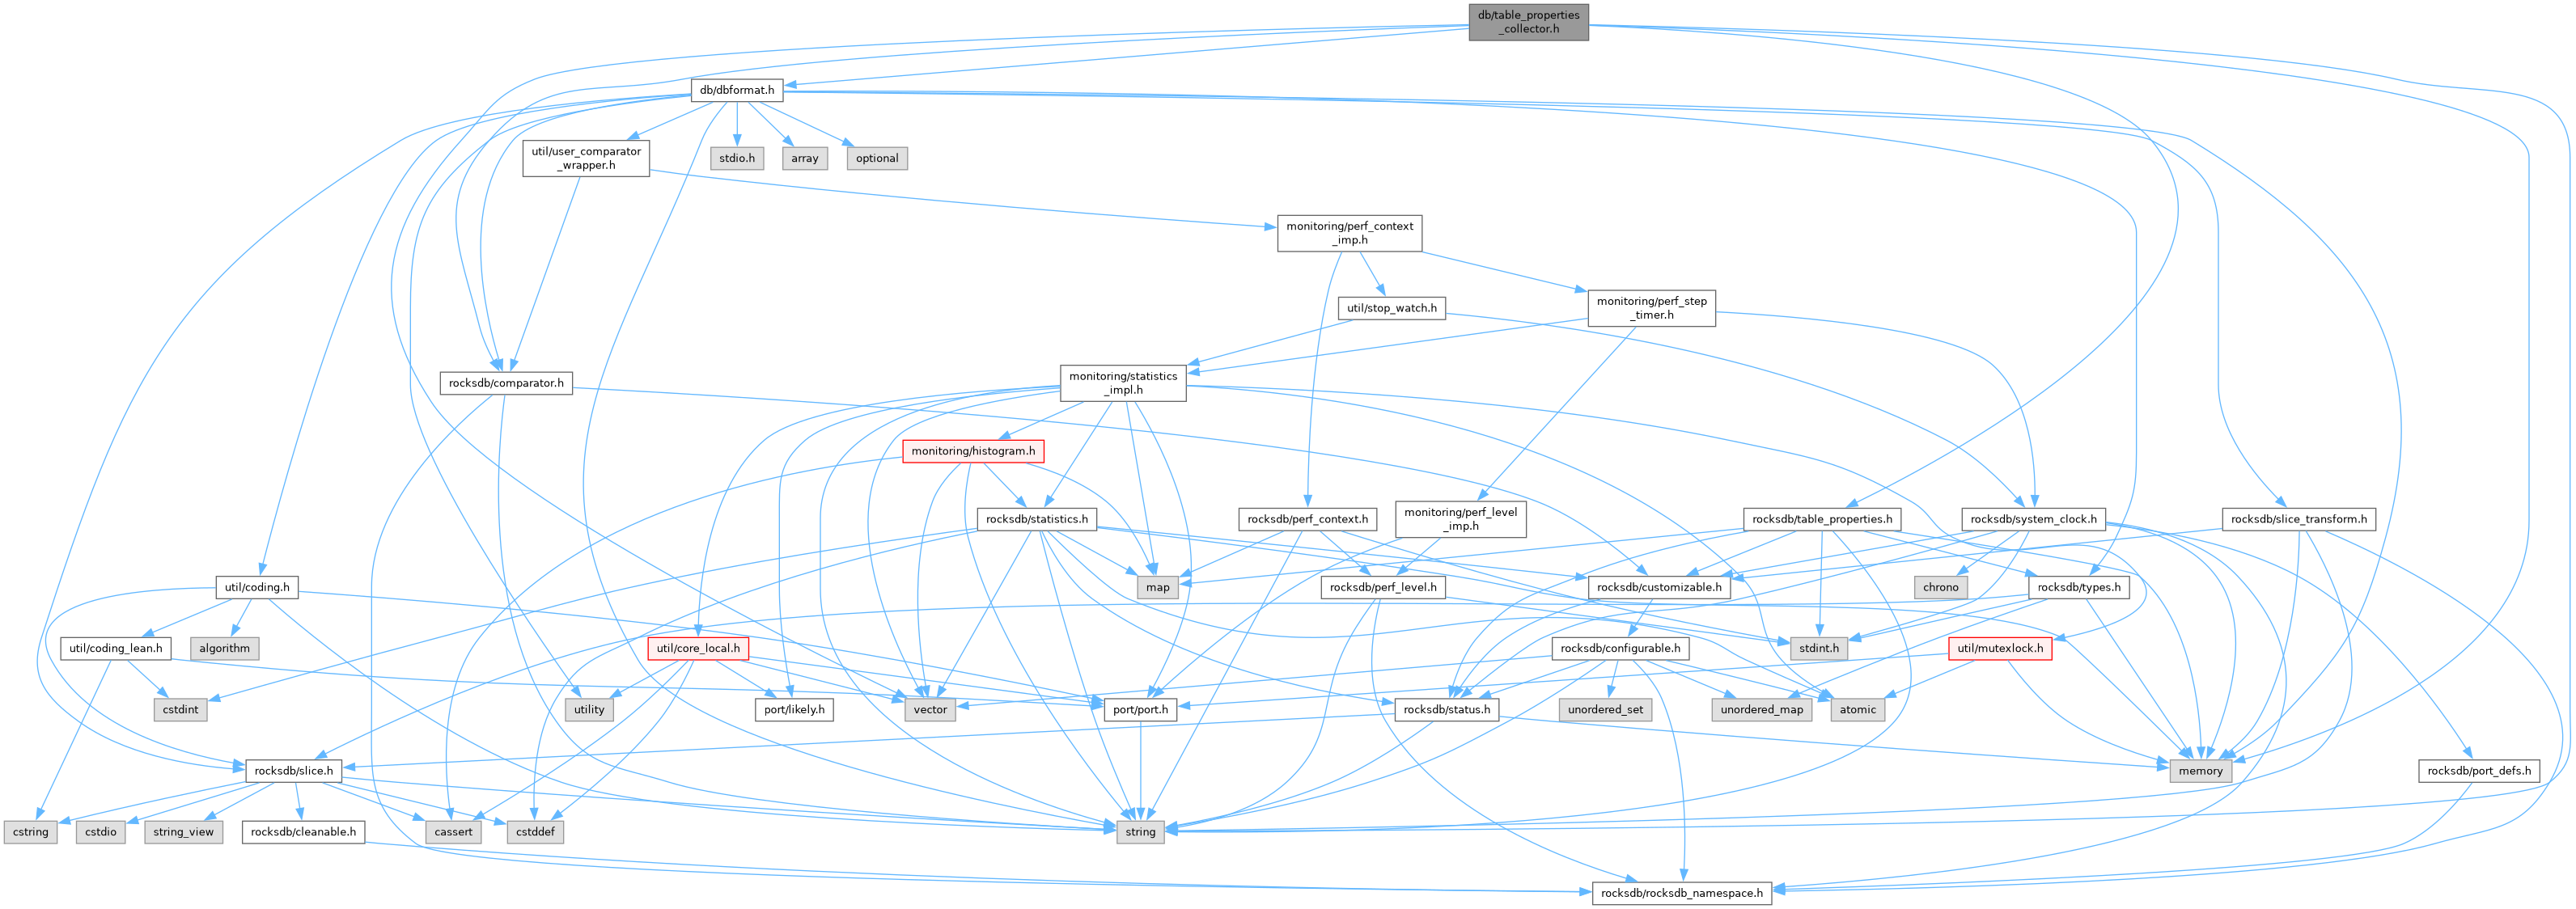 db/table_properties
_collector.h
db/dbformat.h
util/user_comparator
_wrapper.h
stdio.h
array
optional
monitoring/perf_context
_imp.h
util/stop_watch.h
monitoring/perf_step
_timer.h
rocksdb/comparator.h
monitoring/statistics
_impl.h
monitoring/histogram.h
rocksdb/statistics.h
rocksdb/perf_context.h
monitoring/perf_level
_imp.h
rocksdb/table_properties.h
rocksdb/system_clock.h
rocksdb/slice_transform.h
util/coding.h
map
rocksdb/perf_level.h
rocksdb/customizable.h
chrono
rocksdb/types.h
util/coding_lean.h
algorithm
util/core_local.h
rocksdb/configurable.h
stdint.h
util/mutexlock.h
cstdint
utility
port/likely.h
vector
port/port.h
rocksdb/status.h
unordered_set
unordered_map
atomic
rocksdb/slice.h
memory
rocksdb/port_defs.h
cstring
cstdio
string_view
rocksdb/cleanable.h
cassert
cstddef
string
rocksdb/rocksdb_namespace.h